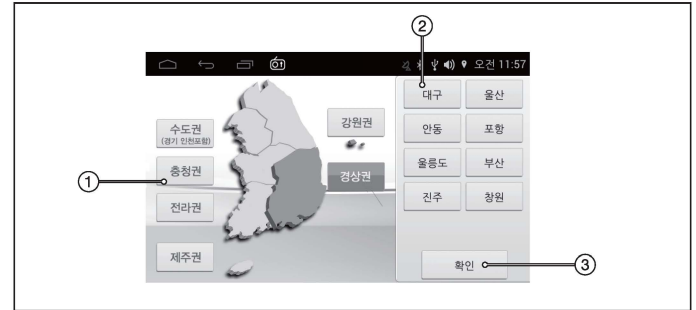 ②
오전 11:57
대구 울산
수도권
(경기 인천포함)
강원권
안동 포항
①
충청권
경상권
울릉도 부산
전라권
진주 창원
제주권
확인
③